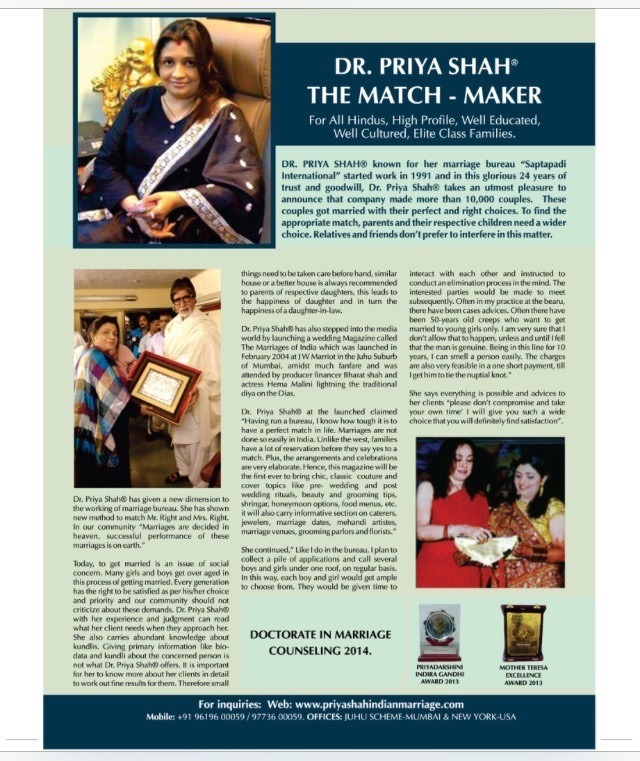 DR. PRIYA SHAH®
THE MATCH - MAKER
For All Hindus, High Profile, Well Educated,
Well Cultured, Elite Class Families.
DR. PRIYA SHAH® known for her marriage bureau "Saptapadi
International" started work in 1991 and in this glorious 24 years of
trust and goodwill, Dr. Priya Shah® takes an utmost pleasure to
announce that company made more than 10,000 couples. These
couples got married with their perfect and right choices. To find the
appropriate match, parents and their respective children need a wider
choice. Relatives and friends don't prefer to interfere in this matter.
Dr. Priya Shah® has given a new dimension to
the working of marriage bureau. She has shown
new method to match Mr. Right and Mrs. Right.
In our community "Marriages are decided in
heaven, successful performance of these
marriages is on earth."
Today, to get married is an issue of social
concern. Many girls and boys get over aged in
this process of getting married. Every generation
has the right to be satisfied as per his/her choice
and priority and our community should not
criticize about these demands. Dr. Priya Shah®
with her experience and judgment can read
what her client needs when they approach her.
She also carries abundant knowledge about
kundlis. Giving primary information like bio-
data and kundli about the concerned person is
not what Dr. Priya Shah® offers. It is important
for her to know more about her clients in detail
to work out fine results for them. Therefore small
things need to be taken care before hand, similar
house or a better house is always recommended
to parents of respective daughters, this leads to
the happiness of daughter and in turn the
happiness of a daughter-in-law.
Dr. Priya Shah® has also stepped into the media
world by launching a wedding Magazine called
The Marriages of India which was launched in
February 2004 at JW Marriot in the Juhu Suburb
of Mumbai, amidst much fanfare and was
attended by producer financer Bharat shah and
actress Hema Malini lightning the traditional
diya on the Dias.
Dr. Priya Shah® at the launched claimed
"Having run a bureau, I know how tough it is to
have a perfect match in life. Marriages are not
done so easily in India. Unlike the west, families
have a lot of reservation before they say yes to a
match. Plus, the arrangements and celebrations
are very elaborate. Hence, this magazine will be
the first ever to bring chic, classic couture and
cover topics like pre- wedding and post
wedding rituals, beauty and grooming tips,
shringar, honeymoon options, food menus, etc.
it will also carry informative section on caterers,
jewelers, marriage dates, mehandi artistes,
marriage venues, grooming parlors and florists."
She continued," Like I do in the bureau, I plan to
collect a pile of applications and call several
boys and girls under one roof, on regular basis.
In this way, each boy and girl would get ample
to choose from. They would be given time to
interact with each other and instructed to
conduct an elimination process in the mind. The
interested parties would be made to meet
subsequently. Often in my practice at the bearu,
there have been cases advices. Often there have
been 50-year old creeps who want to get
married to young girls only. I am very sure that I
don't allow that to happen, unless and until I fell
that the man is genuine. Being in this line for 10
years, I can smell a person easily. The charges
are also very feasible in a one short payment, till
I get him to tie the nuptial knot."
She says everything is possible and advices to
her clients "please don't compromise and take
your own time' I will give you such a wide
choice that you will definitely find satisfaction".
DOCTORATE IN MARRIAGE
COUNSELING 2014.
PRIYADARSHINI
INDIRA GANDHI
AWARD 2013
MOTHER TERESA
EXCELLENCE
AWARD 2013
For inquiries: Web: www.priyashahindianmarriage.com
Mobile: +91 96196 00059 / 97736 00059. OFFICES: JUHU SCHEME-MUMBAI & NEW YORK-USA